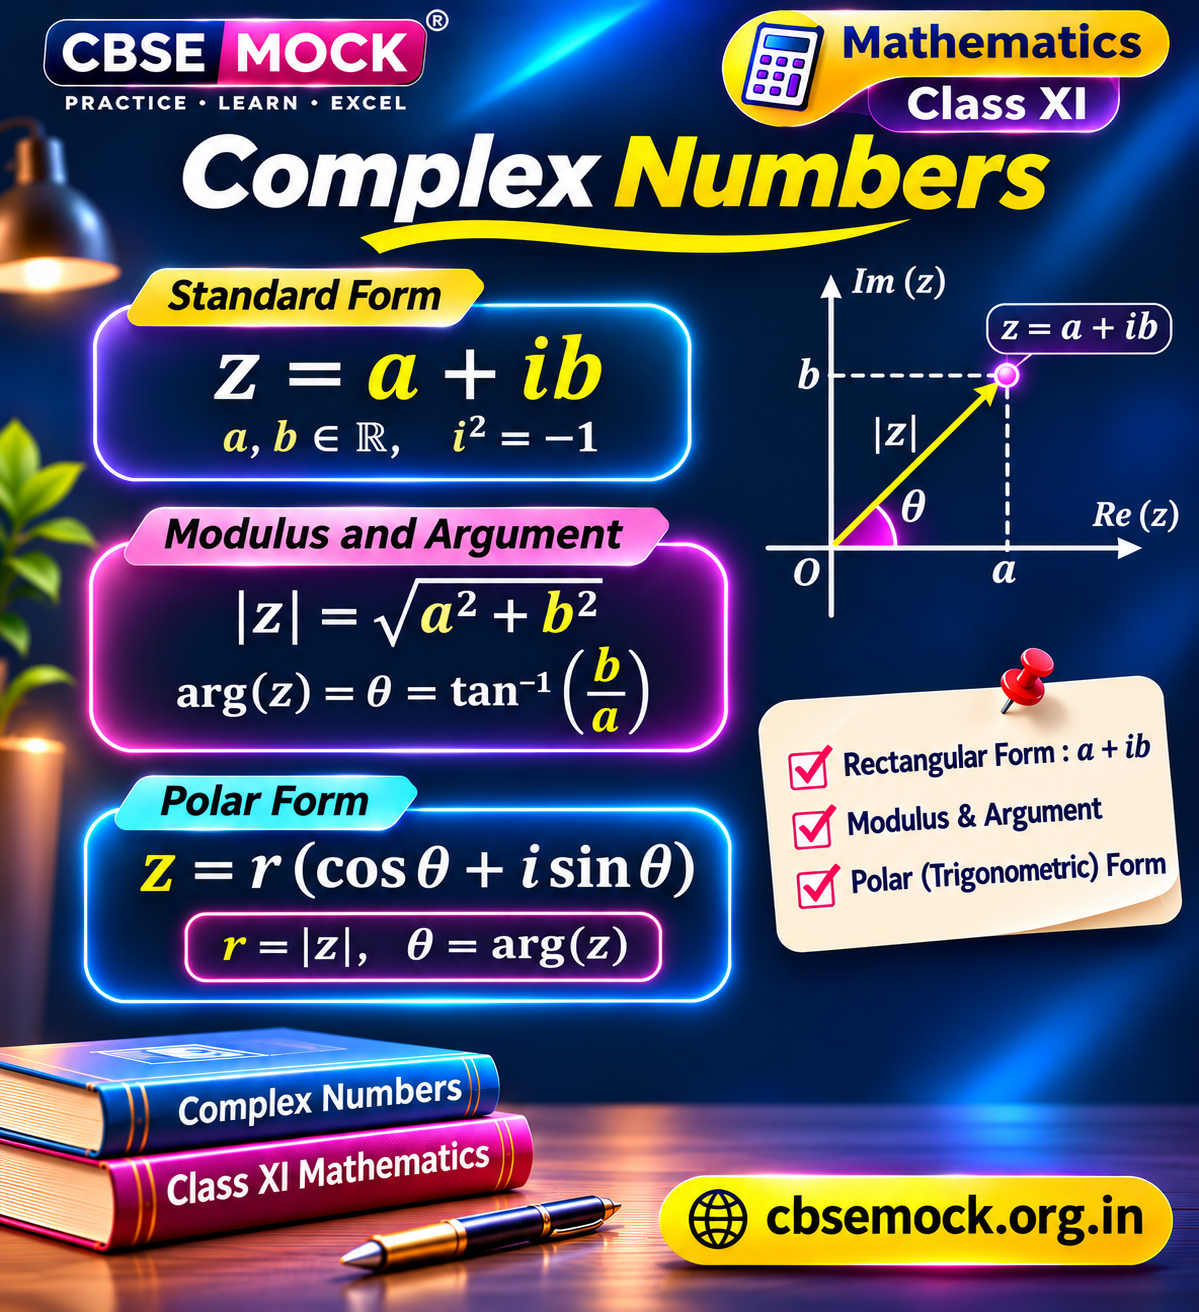 CBSE MOCK ®
PRACTICE • LEARN • EXCEL
Mathematics
Class XI
Complex Numbers
Standard Form
z = a + ib
a, b ∈ ℝ, i² = −1
Im (z)
z = a + ib
b
|z|
θ
Re (z)
O
a
Modulus and Argument
|z| = √(a² + b²)
arg(z) = θ = tan⁻¹(b/a)
Polar Form
z = r (cos θ + i sin θ)
r = |z|, θ = arg(z)
Rectangular Form : a + ib
Modulus & Argument
Polar (Trigonometric) Form
Complex Numbers
Class XI Mathematics
cbsemock.org.in